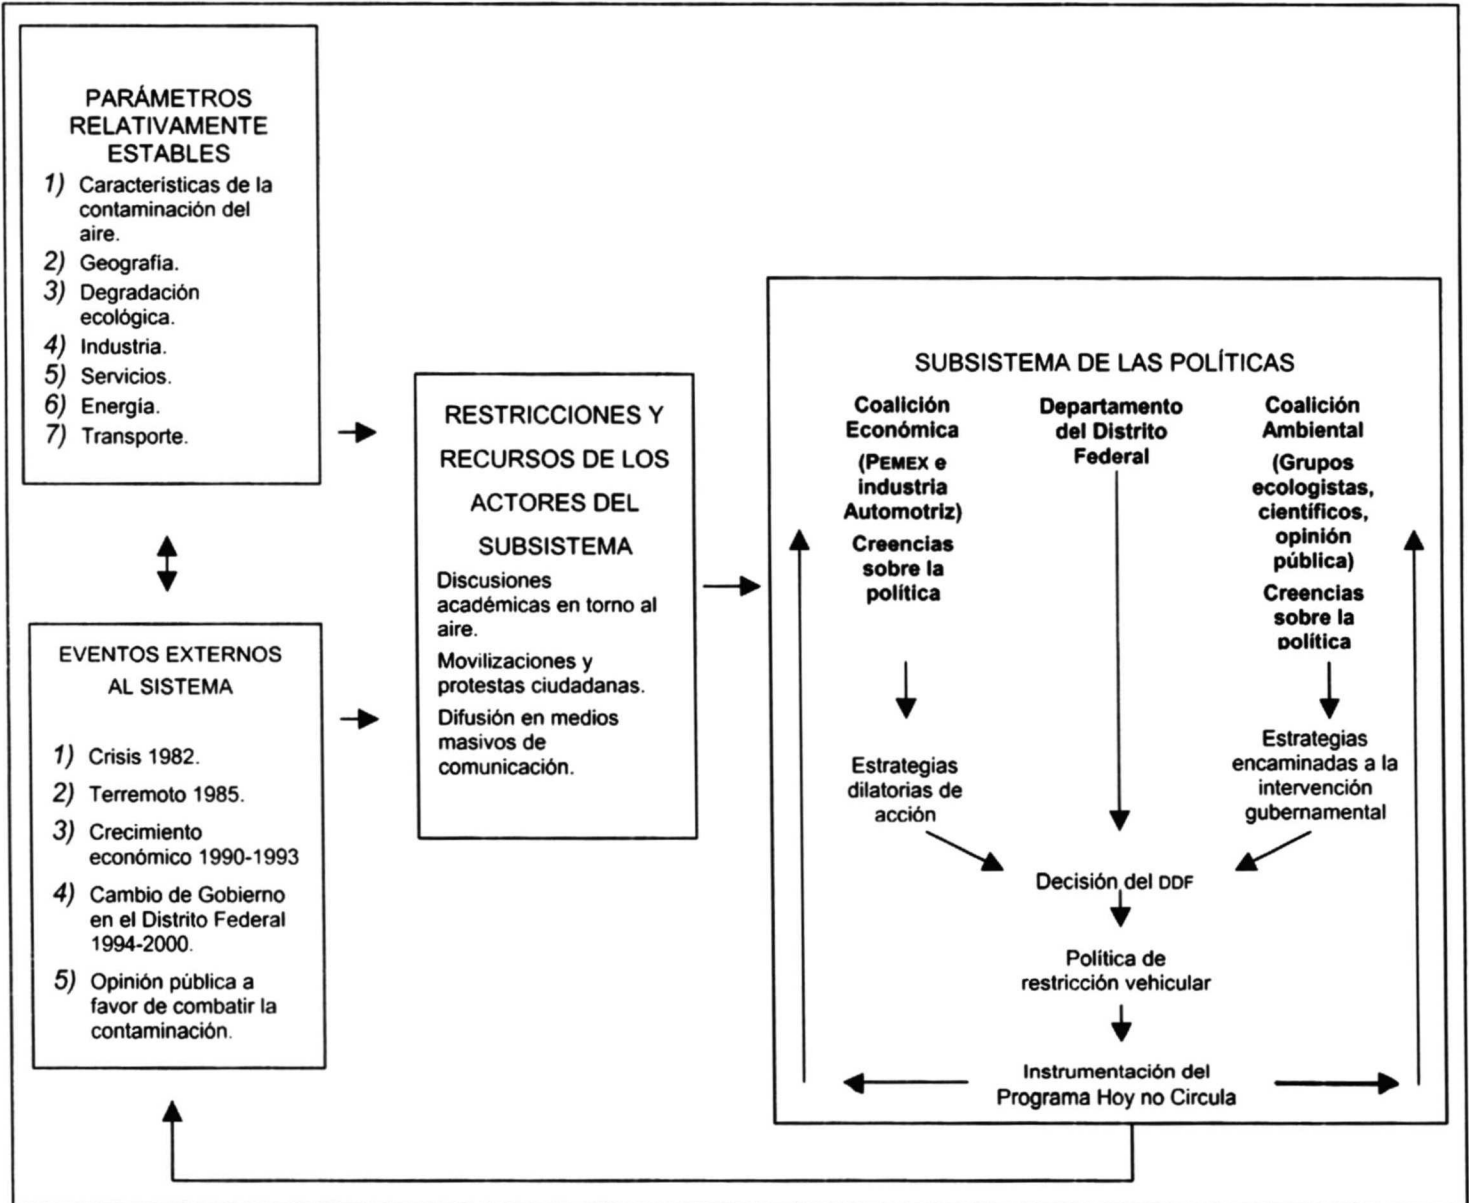 PARÁMETROS
RELATIVAMENTE
ESTABLES
1) Características de la
contaminación del
aire.
2) Geografía.
3) Degradación
ecológica.
4) Industria.
5) Servicios.
6) Energía.
7) Transporte.
EVENTOS EXTERNOS
AL SISTEMA
1) Crisis 1982.
2) Terremoto 1985.
3) Crecimiento
económico 1990-1993
4) Cambio de Gobierno
en el Distrito Federal
1994-2000.
5) Opinión pública a
favor de combatir la
contaminación.
RESTRICCIONES Y
RECURSOS DE LOS
ACTORES DEL
SUBSISTEMA
Discusiones
académicas en torno al
aire.
Movilizaciones y
protestas ciudadanas.
Difusión en medios
masivos de
comunicación.
SUBSISTEMA DE LAS POLÍTICAS
Coalición
Económica
(PEMEX e
industria
Automotriz)
Creencias
sobre la
política
Estrategias
dilatorias de
acción
Departamento
del Distrito
Federal
Coalición
Ambiental
(Grupos
ecologistas,
científicos,
opinión
pública)
Creencias
sobre la
política
Estrategias
encaminadas a la
intervención
gubernamental
Decisión del DDF
Política de
restricción vehicular
Instrumentación del
Programa Hoy no Circula